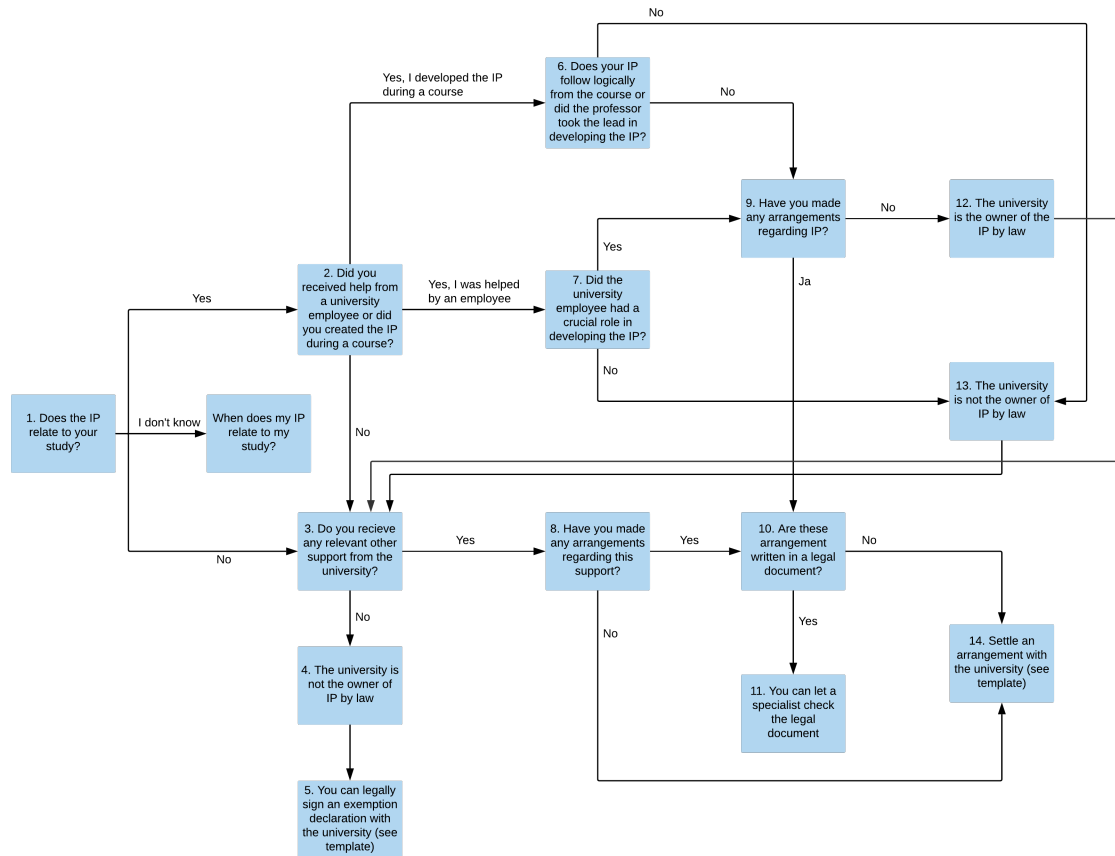 No
Yes, I developed the IP
during a course
6. Does your IP
follow logically
from the course or
did the professor
took the lead in
developing the IP?
No
9. Have you made
any arrangements
regarding IP?
No
12. The university
is the owner of the
IP by law
Yes
Ja
2. Did you
received help from
a university
employee or did
you created the IP
during a course?
Yes
Yes, I was helped
by an employee
7. Did the
university
employee had a
crucial role in
developing the IP?
No
13. The university
is not the owner of
IP by law
1. Does the IP
relate to your
study?
I don't know
When does my IP
relate to my
study?
No
No
3. Do you recieve
any relevant other
support from the
university?
Yes
8. Have you made
any arrangements
regarding this
support?
Yes
10. Are these
arrangement
written in a legal
document?
No
No
No
Yes
14. Settle an
arrangement with
the university (see
template)
4. The university is
not the owner of
IP by law
11. You can let a
specialist check
the legal
document
5. You can legally
sign an exemption
declaration with
the university (see
template)